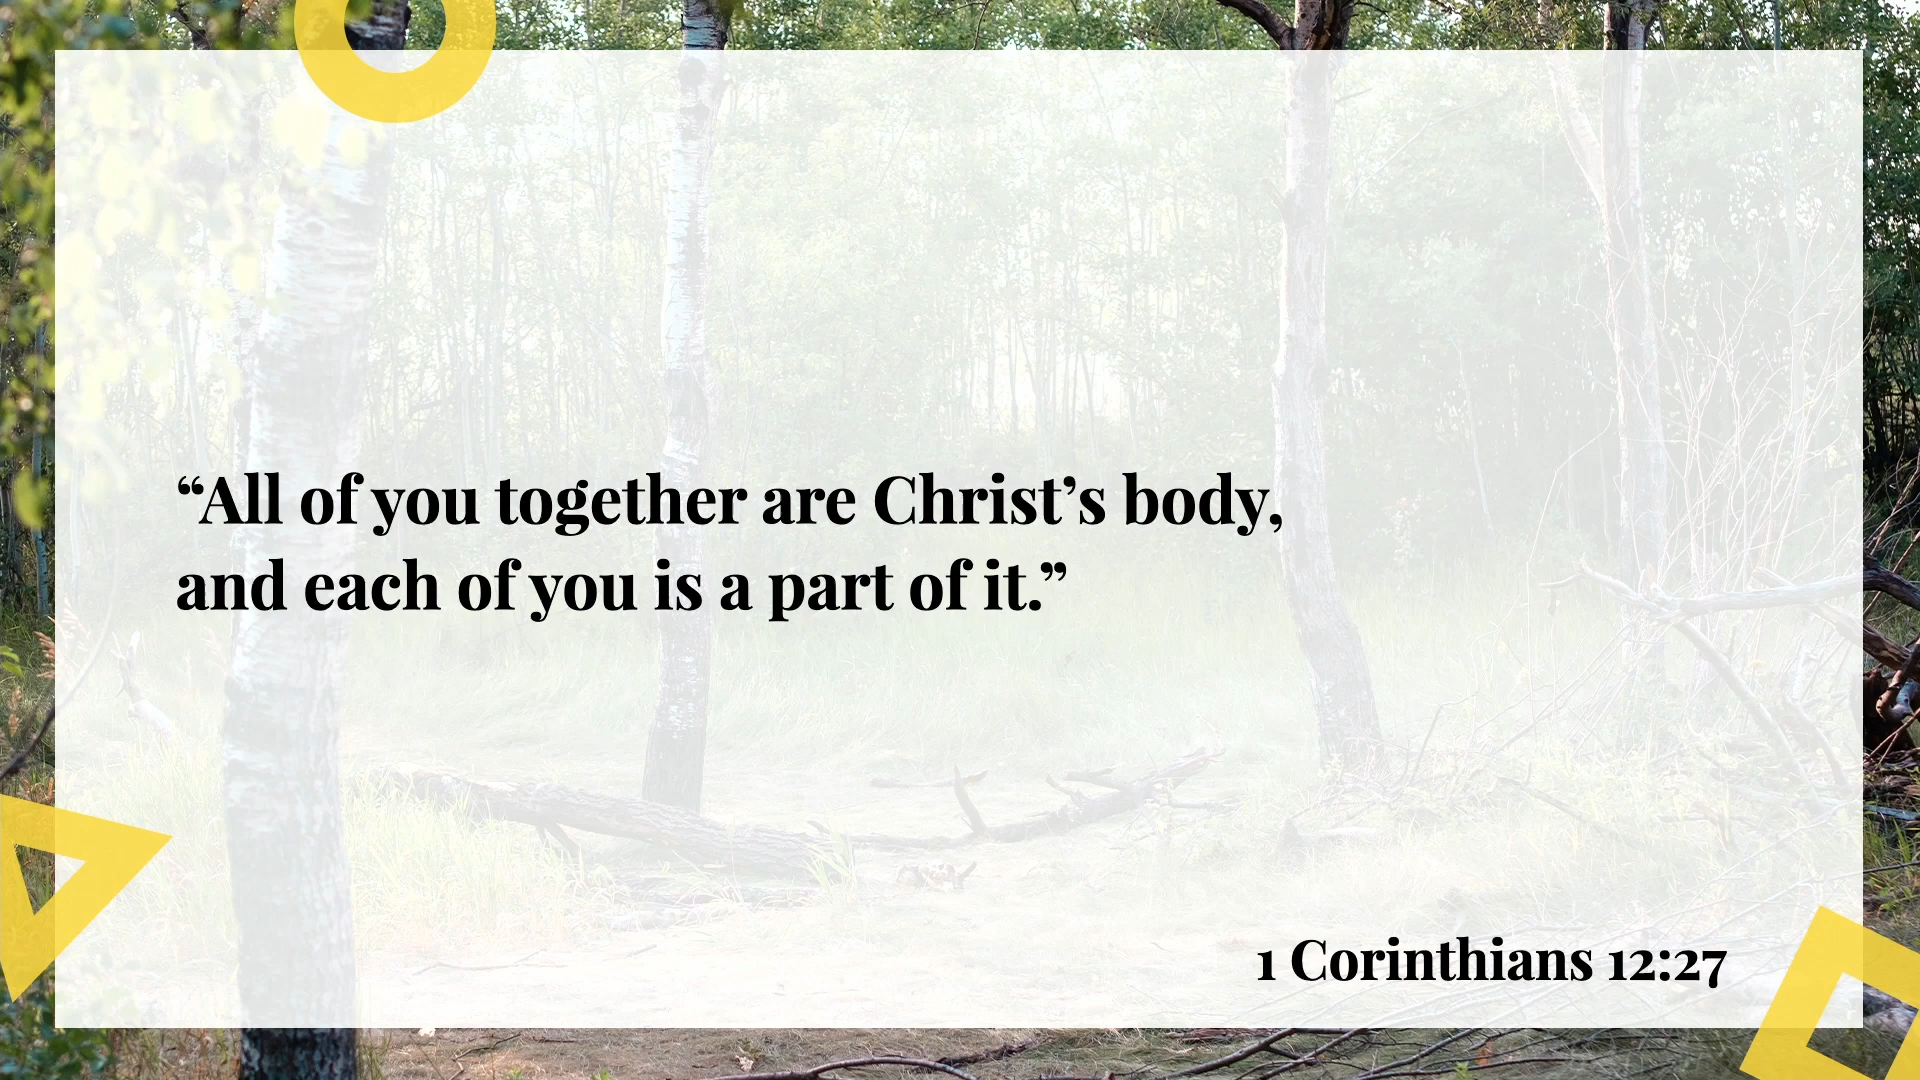 “All of you together are Christ’s body,
and each of you is a part of it.”
1 Corinthians 12:27